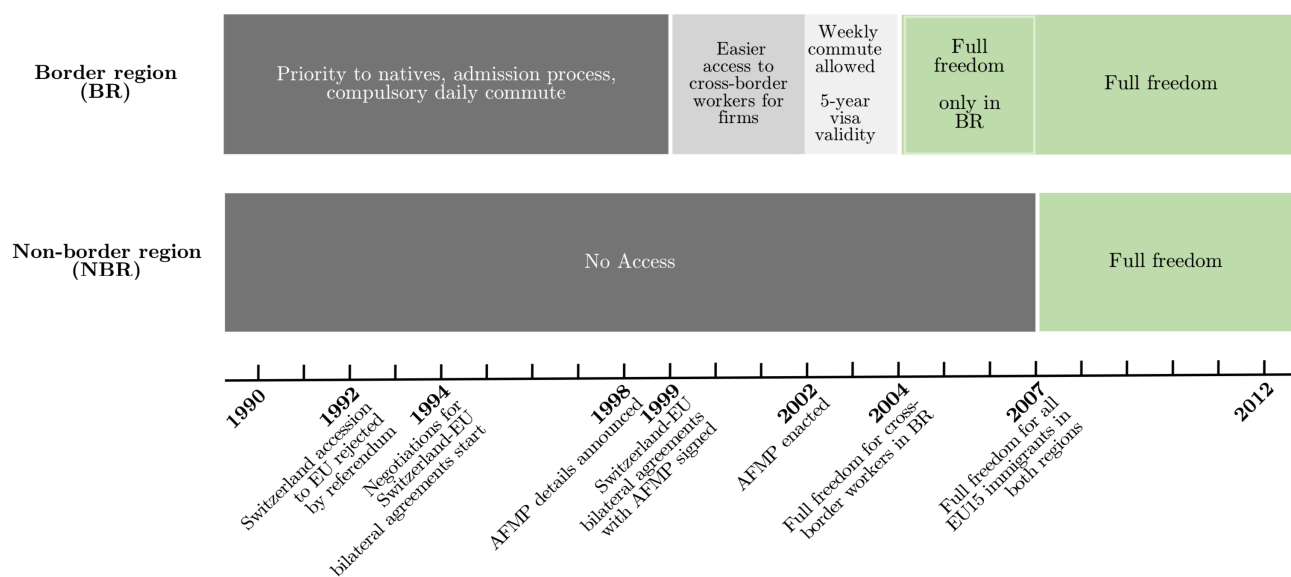 Border region
(BR)
Priority to natives, admission process,
compulsory daily commute
Easier
access to
cross-border
workers for
firms
Weekly
commute
allowed
5-year
visa
validity
Full
freedom
only in
BR
Full freedom
Non-border region
(NBR)
No Access
Full freedom
1990
1992
Switzerland accession
to EU rejected
by referendum
1994
Negotiations for
Switzerland-EU
bilateral agreements start
1998
AFMP details announced
1999
Switzerland-EU
bilateral agreements
with AFMP signed
2002
AFMP enacted
2004
Full freedom for cross-
border workers in BR
2007
Full freedom for all
EU15 immigrants in
both regions
2012